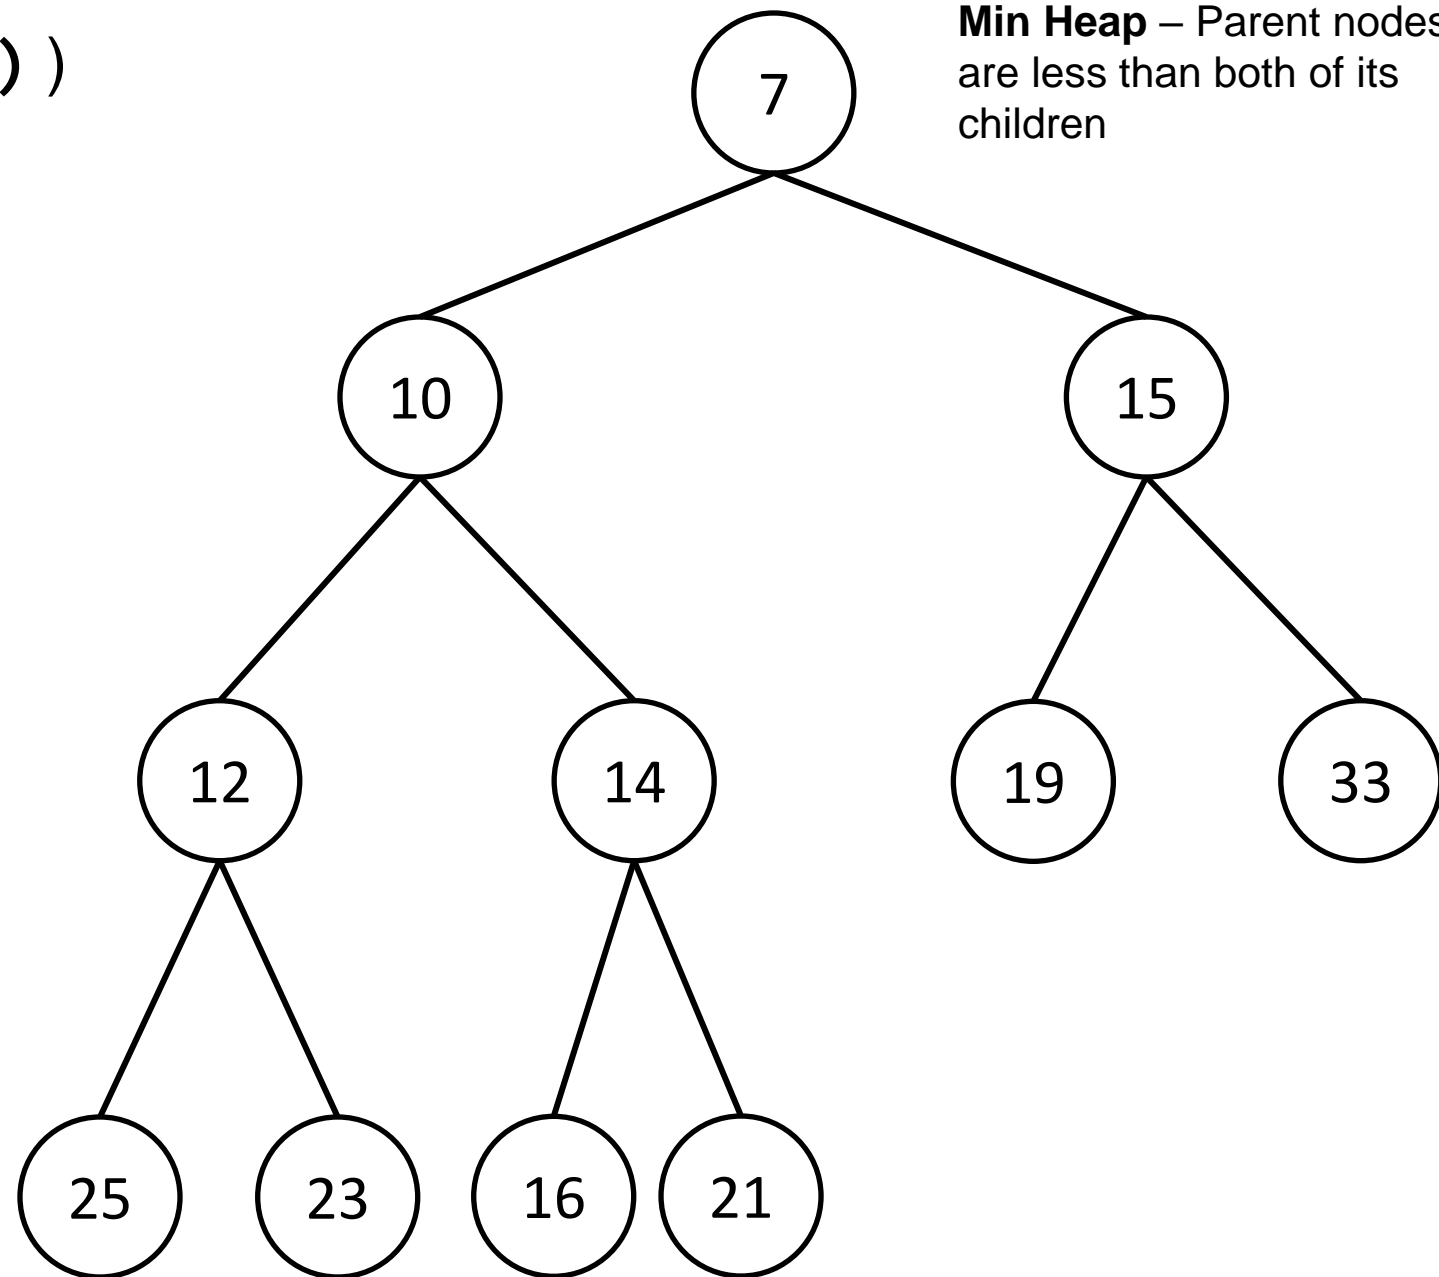 ) )
Min Heap – Parent nodes
are less than both of its
children
7
10 15
12 14 19 33
25 23 16 21